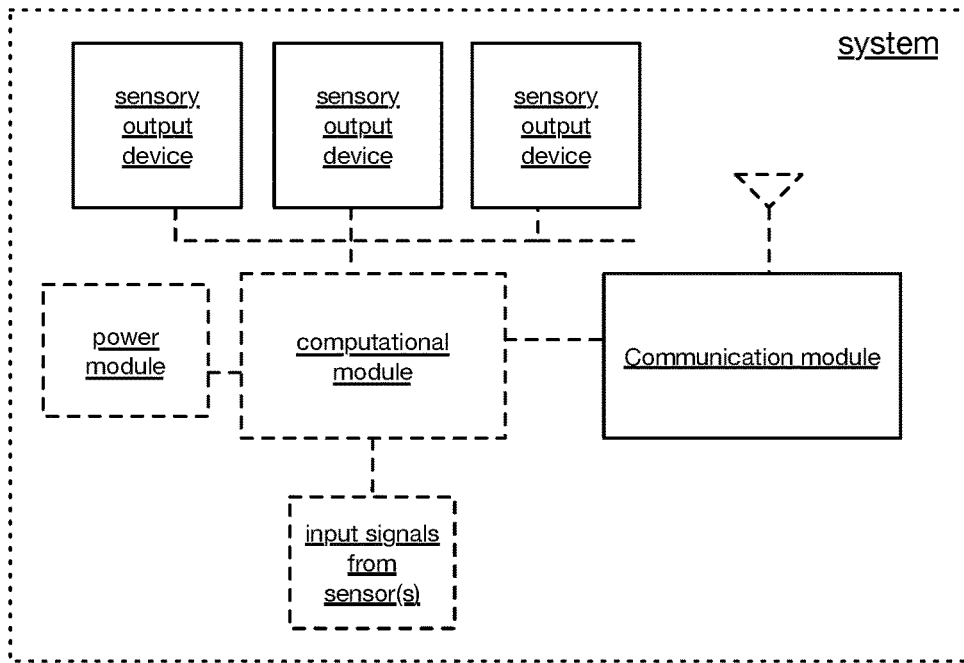 system
sensory
output
device
sensory
output
device
sensory
output
device
power
module
computational
module
Communication module
input signals
from
sensor(s)